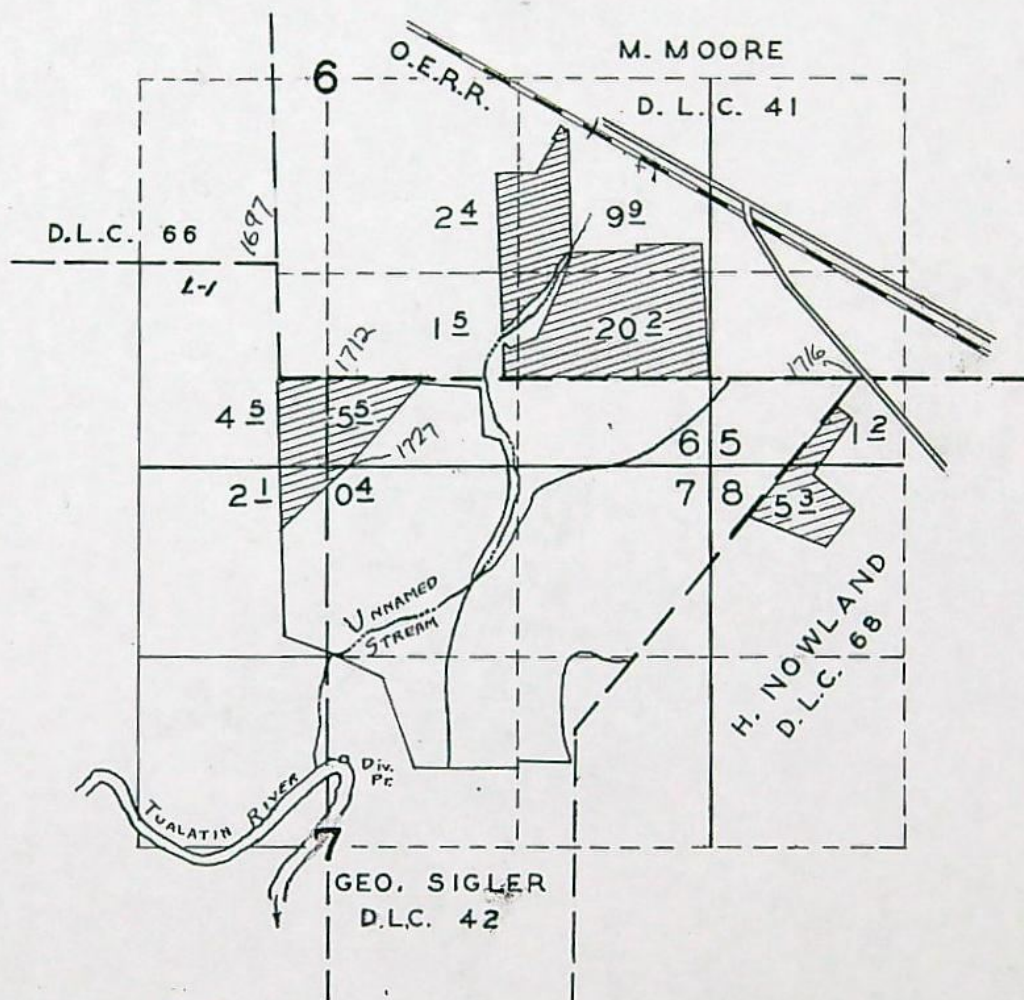 M. MOORE
6
O.E.R.R.
D.L.C. 41
1697
2 4
9 9
D.L.C. 66
1 5
20 2
1712
1716
4 5
5 5
1727
6 5
1 2
2 1
0 4
7 8
5 3
UNNAMED
STREAM
H. NOWLAND
D.L.C. 68
Div.
Pt.
TUALATIN RIVER
7
GEO. SIGLER
D.L.C. 42